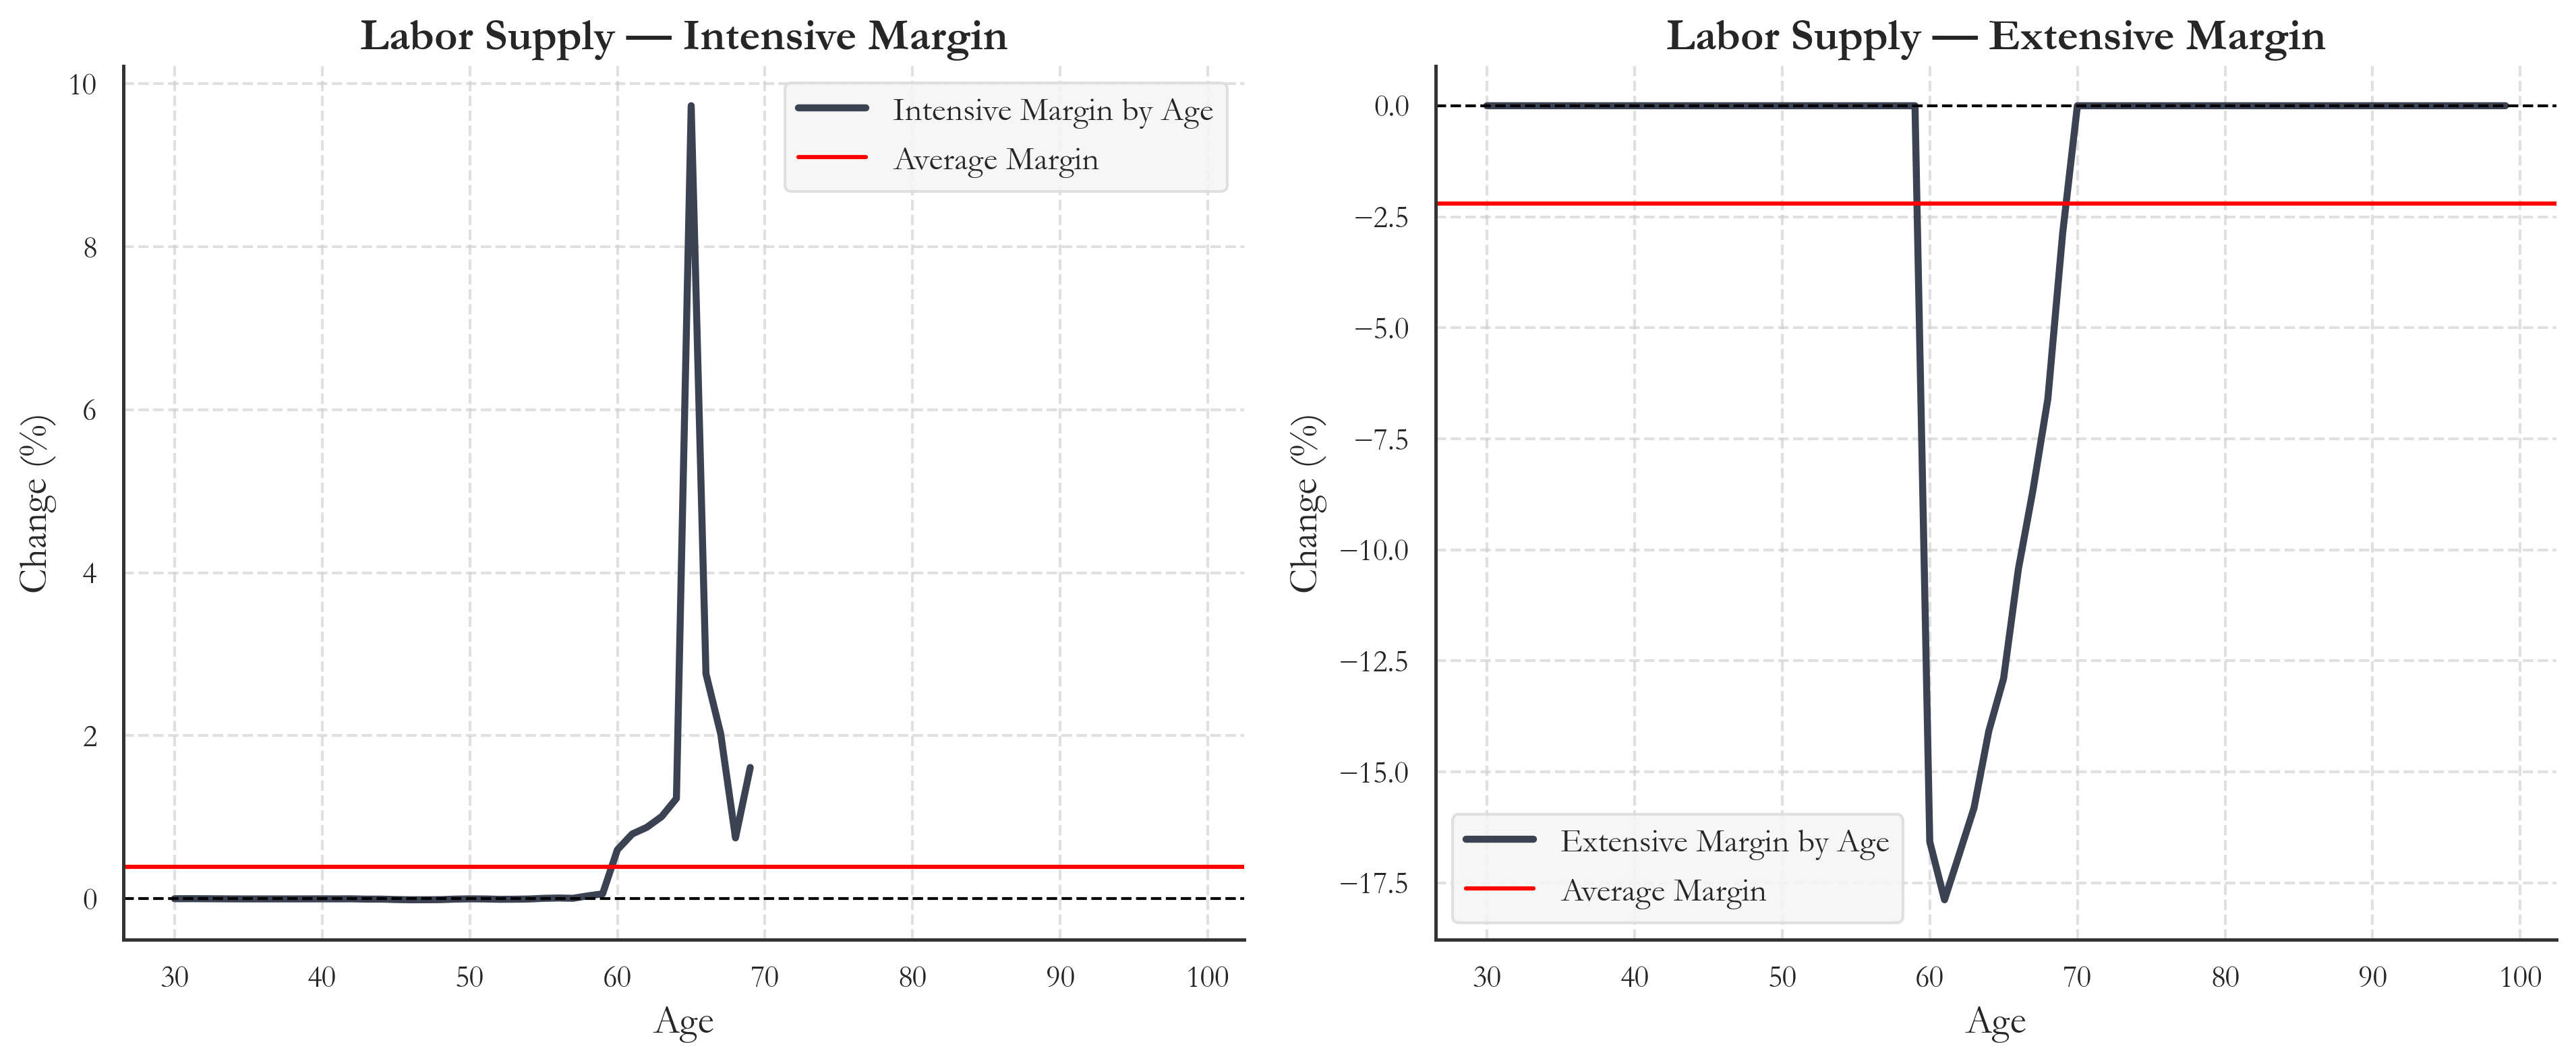 Labor Supply — Intensive Margin
10
8
6
4
2
0
Change (%)
Intensive Margin by Age
Average Margin
30 40 50 60 70 80 90 100
Age
Labor Supply — Extensive Margin
0.0
−2.5
−5.0
−7.5
−10.0
−12.5
−15.0
−17.5
Change (%)
Extensive Margin by Age
Average Margin
30 40 50 60 70 80 90 100
Age